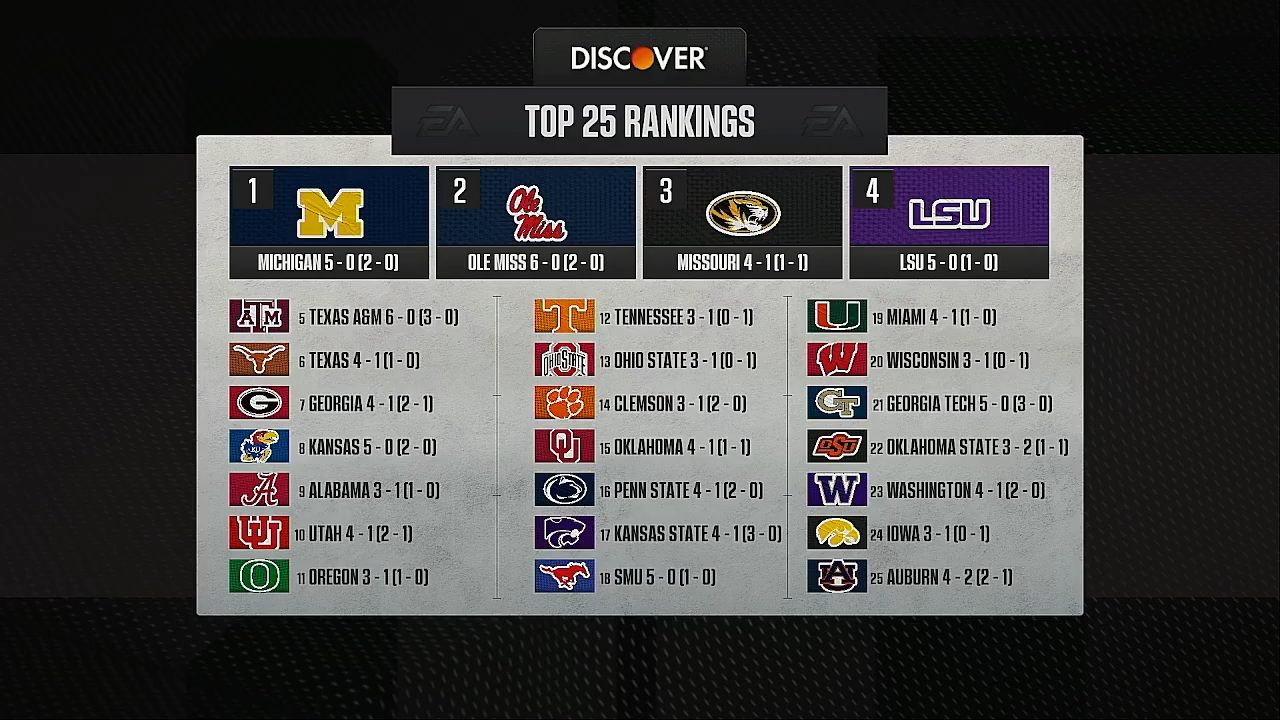 DISCOVER
TOP 25 RANKINGS
1
M
MICHIGAN 5 - 0 (2 - 0)
2
Ole Miss
OLE MISS 6 - 0 (2 - 0)
3
MISSOURI 4 - 1 (1 - 1)
4
LSU
LSU 5 - 0 (1 - 0)
5 TEXAS A&M 6 - 0 (3 - 0)
6 TEXAS 4 - 1 (1 - 0)
7 GEORGIA 4 - 1 (2 - 1)
8 KANSAS 5 - 0 (2 - 0)
9 ALABAMA 3 - 1 (1 - 0)
10 UTAH 4 - 1 (2 - 1)
11 OREGON 3 - 1 (1 - 0)
12 TENNESSEE 3 - 1 (0 - 1)
13 OHIO STATE 3 - 1 (0 - 1)
14 CLEMSON 3 - 1 (2 - 0)
15 OKLAHOMA 4 - 1 (1 - 1)
16 PENN STATE 4 - 1 (2 - 0)
17 KANSAS STATE 4 - 1 (3 - 0)
18 SMU 5 - 0 (1 - 0)
19 MIAMI 4 - 1 (1 - 0)
20 WISCONSIN 3 - 1 (0 - 1)
21 GEORGIA TECH 5 - 0 (3 - 0)
22 OKLAHOMA STATE 3 - 2 (1 - 1)
23 WASHINGTON 4 - 1 (2 - 0)
24 IOWA 3 - 1 (0 - 1)
25 AUBURN 4 - 2 (2 - 1)